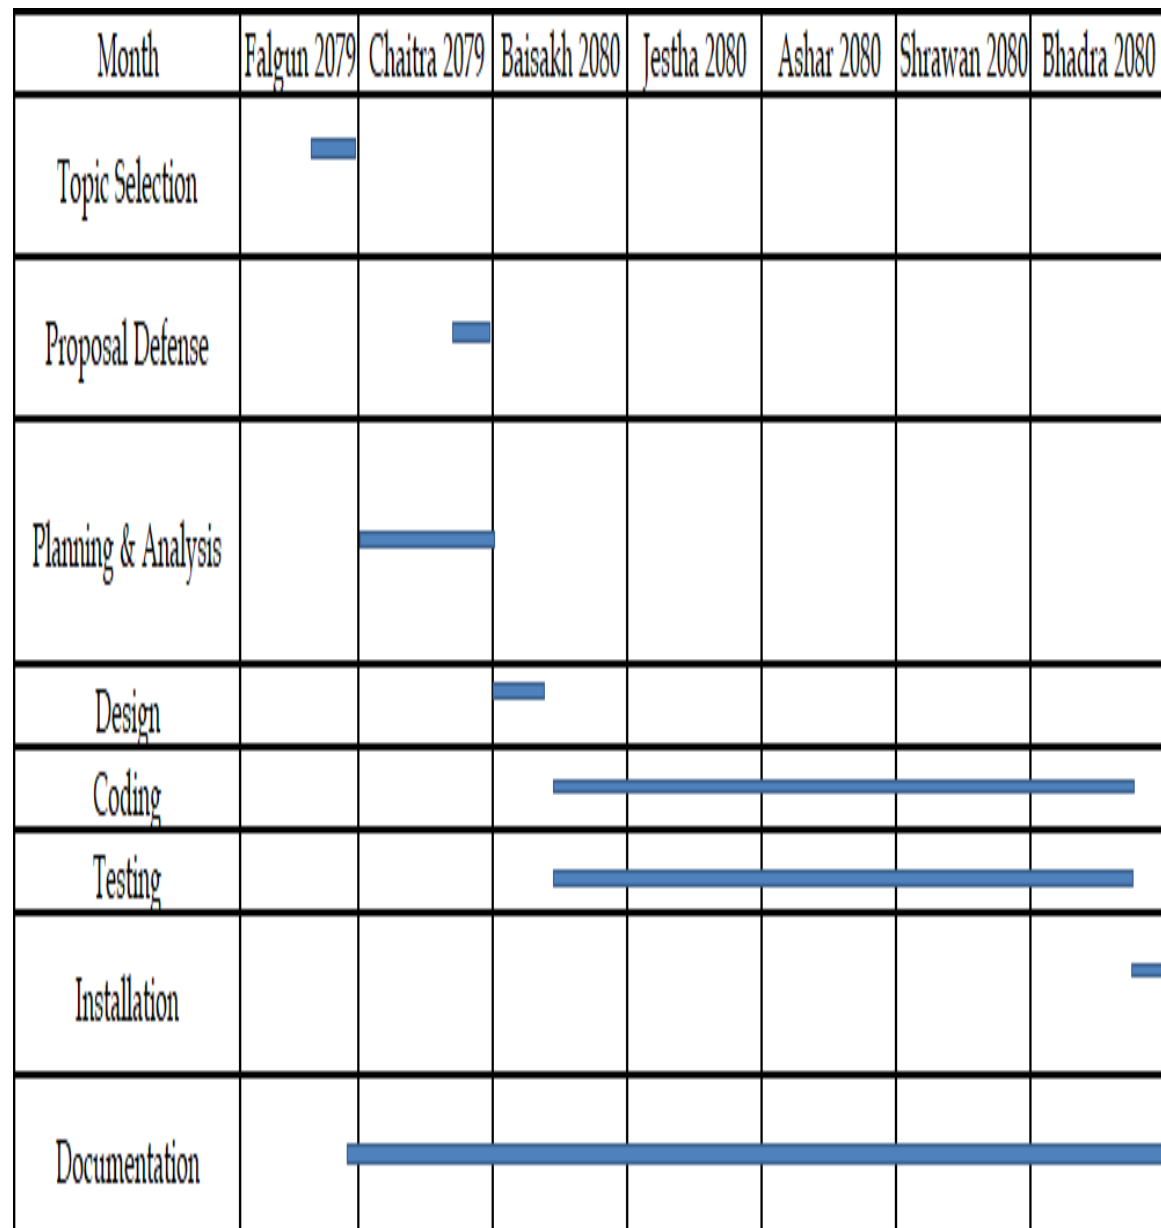 Month Falgun 2079 Chaitra 2079 Baisakh 2080 Jestha 2080 Ashar 2080 Shrawan 2080 Bhadra 2080
Topic Selection
Proposal Defense
Planning & Analysis
Design
Coding
Testing
Installation
Documentation